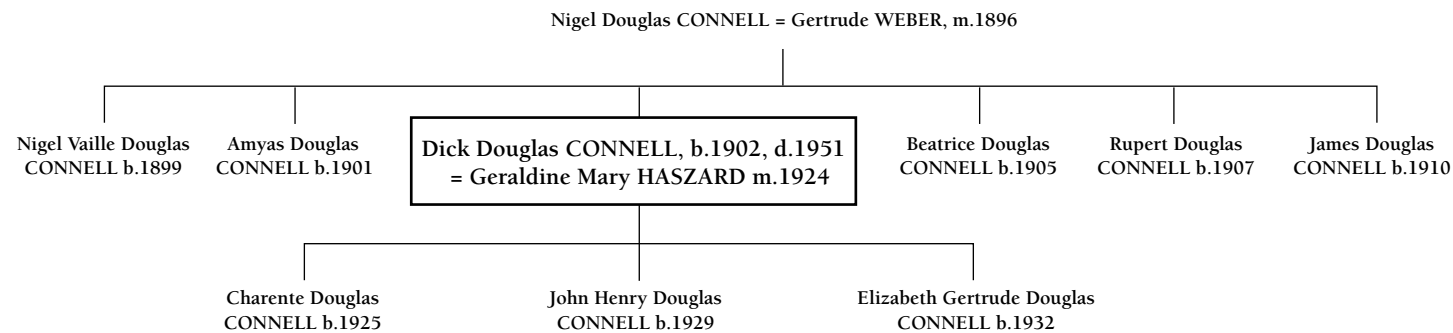 Nigel Douglas CONNELL = Gertrude WEBER, m.1896
Nigel Vaille Douglas
CONNELL b.1899
Amyas Douglas
CONNELL b.1901
Dick Douglas CONNELL, b.1902, d.1951
= Geraldine Mary HASZARD m.1924
Beatrice Douglas
CONNELL b.1905
Rupert Douglas
CONNELL b.1907
James Douglas
CONNELL b.1910
Charente Douglas
CONNELL b.1925
John Henry Douglas
CONNELL b.1929
Elizabeth Gertrude Douglas
CONNELL b.1932